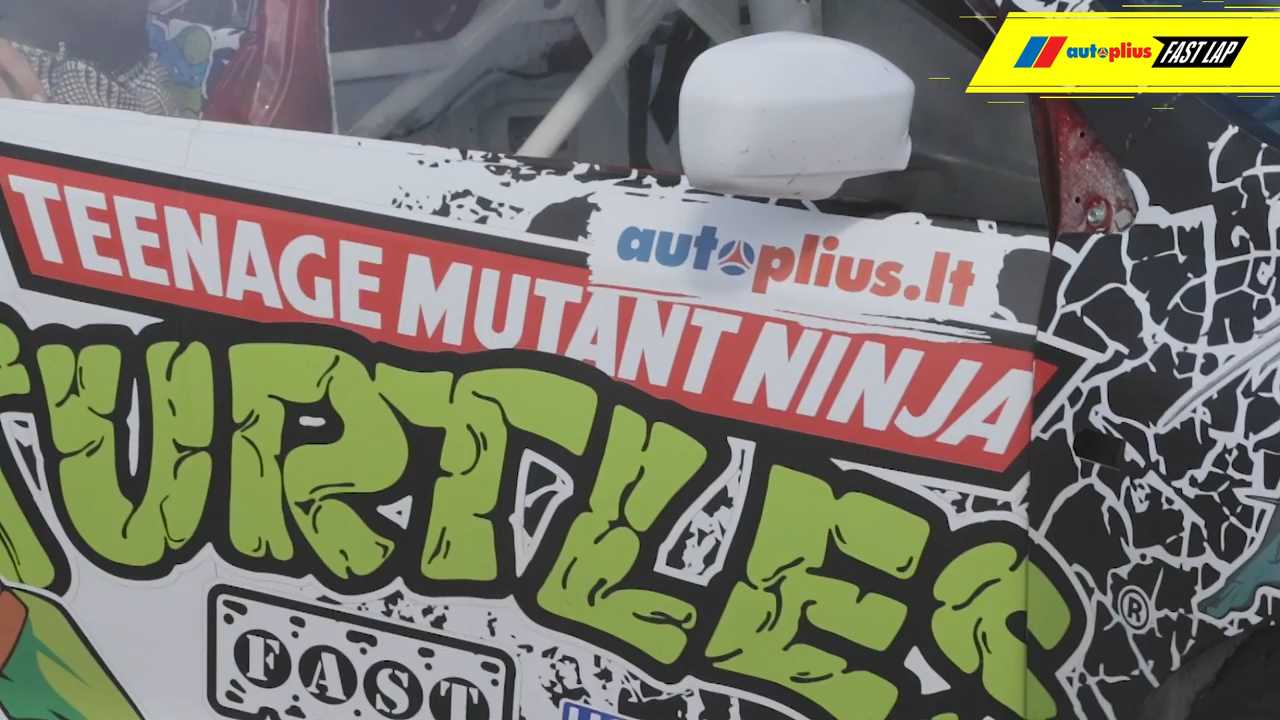 autoplius FAST LAP
autoplius.lt
TEENAGE MUTANT NINJA
TURTLES
®
FAST